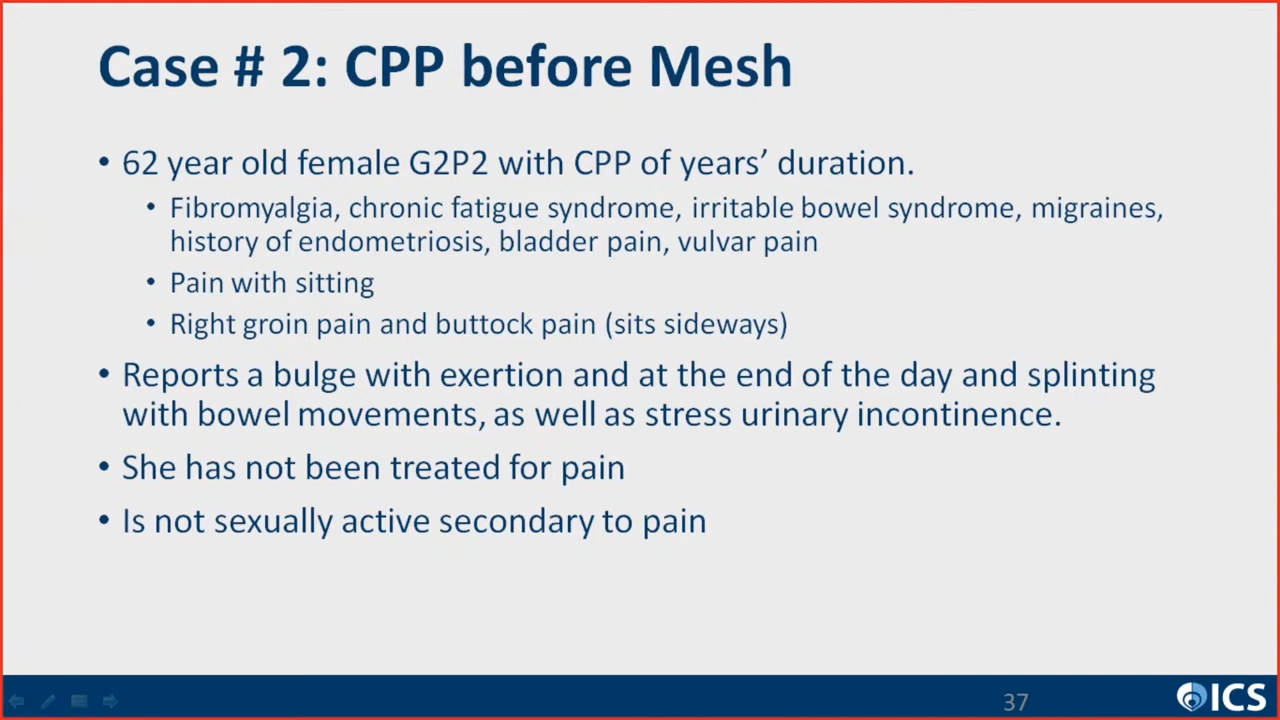 Case # 2: CPP before Mesh
• 62 year old female G2P2 with CPP of years’ duration.
• Fibromyalgia, chronic fatigue syndrome, irritable bowel syndrome, migraines,
history of endometriosis, bladder pain, vulvar pain
• Pain with sitting
• Right groin pain and buttock pain (sits sideways)
• Reports a bulge with exertion and at the end of the day and splinting
with bowel movements, as well as stress urinary incontinence.
• She has not been treated for pain
• Is not sexually active secondary to pain
37
ICS